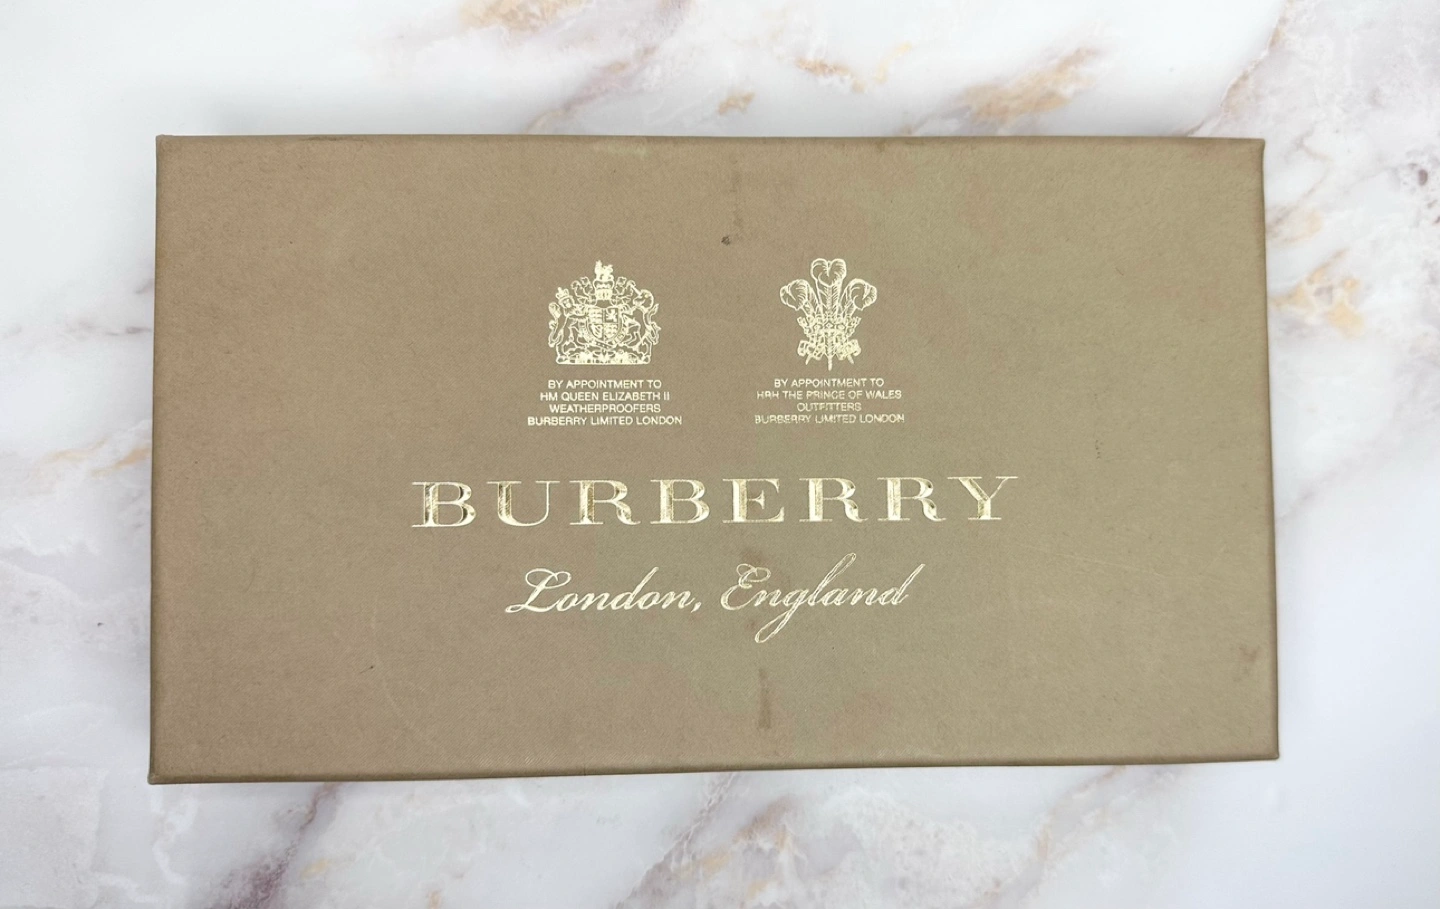 BY APPOINTMENT TO
HM QUEEN ELIZABETH II
WEATHERPROOFERS
BURBERRY LIMITED LONDON
BY APPOINTMENT TO
HRH THE PRINCE OF WALES
OUTFITTERS
BURBERRY LIMITED LONDON
BURBERRY
London, England